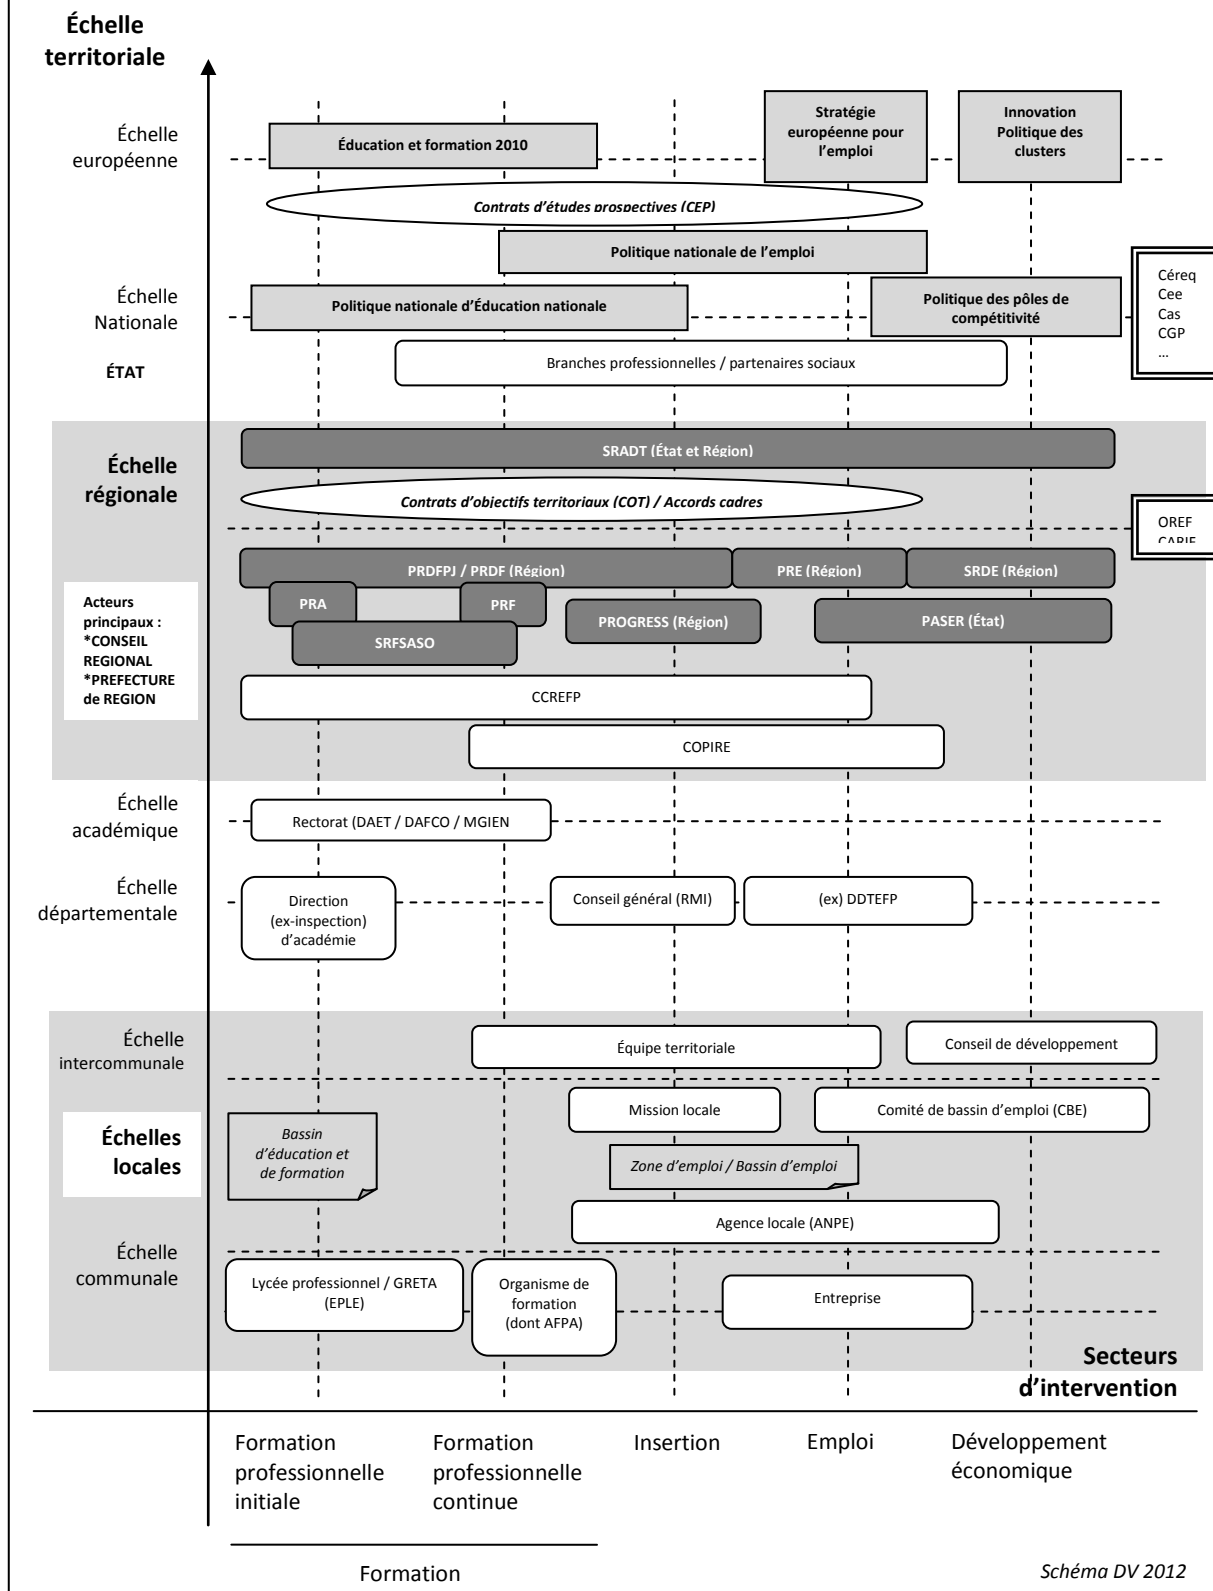 Échelle
territoriale
Échelle
européenne
Éducation et formation 2010
Stratégie
européenne pour
l'emploi
Innovation
Politique des
clusters
Contrats d'études prospectives (CEP)
Politique nationale de l'emploi
Échelle
Nationale
Politique nationale d'Éducation nationale
Politique des pôles de
compétitivité
Céreq
Cee
Cas
CGP
...
ÉTAT
Branches professionnelles / partenaires sociaux
Échelle
régionale
SRADT (État et Région)
Contrats d'objectifs territoriaux (COT) / Accords cadres
OREF
CARIF
PRDFPJ / PRDF (Région)
PRE (Région)
SRDE (Région)
Acteurs
principaux :
*CONSEIL
REGIONAL
*PREFECTURE
de REGION
PRA
PRF
PROGRESS (Région)
PASER (État)
SRFSASO
CCREFP
COPIRE
Échelle
académique
Rectorat (DAET / DAFCO / MGIEN
Échelle
départementale
Direction
(ex-inspection)
d'académie
Conseil général (RMI)
(ex) DDTEFP
Échelle
intercommunale
Équipe territoriale
Conseil de développement
Mission locale
Comité de bassin d'emploi (CBE)
Échelles
locales
Bassin
d'éducation et
de formation
Zone d'emploi / Bassin d'emploi
Agence locale (ANPE)
Échelle
communale
Lycée professionnel / GRETA
(EPLE)
Organisme de
formation
(dont AFPA)
Entreprise
Secteurs
d'intervention
Formation
professionnelle
initiale
Formation
professionnelle
continue
Insertion
Emploi
Développement
économique
Formation
Schéma DV 2012